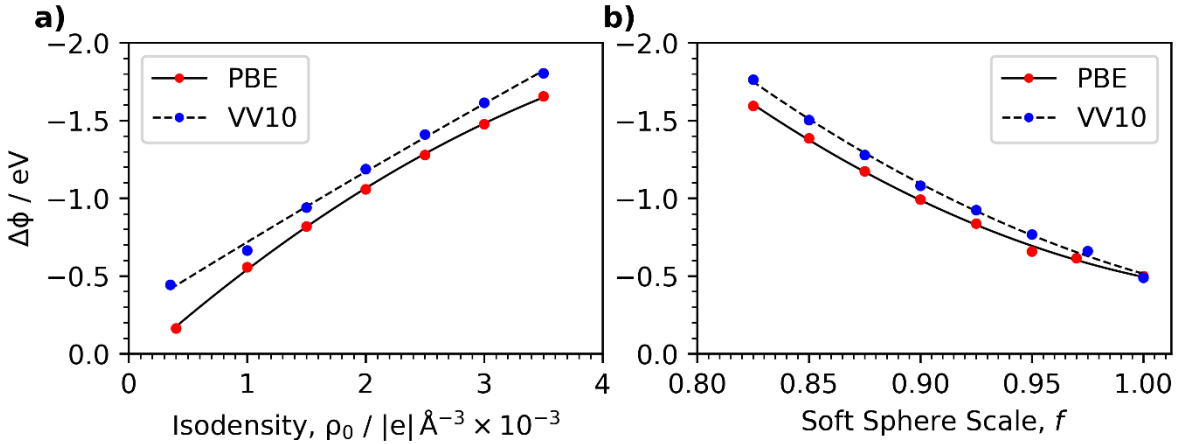 a)
b)
−2.0
−1.5
−1.0
−0.5
0.0
Δϕ / eV
PBE
VV10
0 1 2 3 4
Isodensity, ρ₀ / |e| Å⁻³ × 10⁻³
−2.0
−1.5
−1.0
−0.5
0.0
PBE
VV10
0.80 0.85 0.90 0.95 1.00
Soft Sphere Scale, f